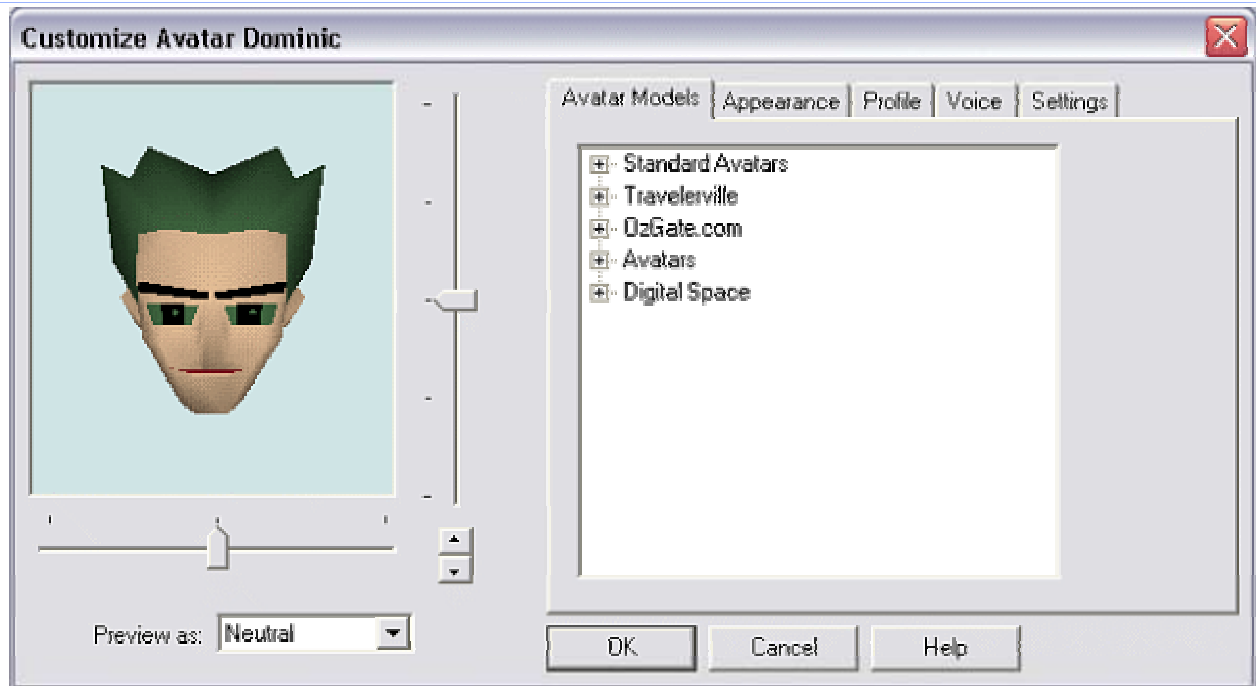 Customize Avatar Dominic
Avatar Models Appearance Profile Voice Settings
Standard Avatars
Travelerville
OzGate.com
Avatars
Digital Space
Preview as: Neutral
OK Cancel Help